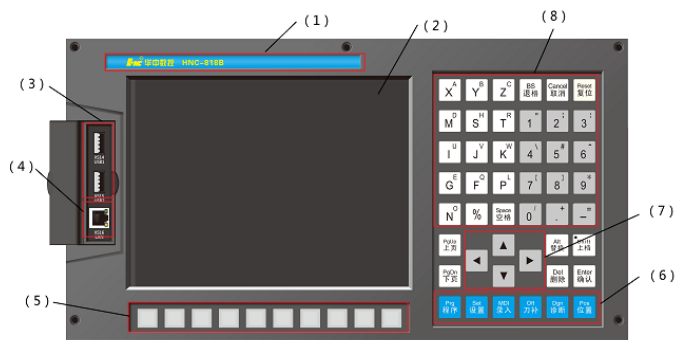 (1)
(2)
(8)
华中数控 HNC-818B
(3)
(4)
(5)
(7)
(6)
X A
Y B
Z C
BS 退格
Cancel 取消
Reset 复位
M D
S H
T R
1 "
2 ;
3 :
I U
J V
K W
4 \
5 #
6
G E
F Q
P L
7 [
8 ]
9 *
N O
%
Space 空格
0 /
. +
- =
PgUp 上页
▲
Alt 替换
Shift 上档
◀
▶
PgDn 下页
▼
Del 删除
Enter 确认
Prg 程序
Set 设置
MDI 录入
Oft 刀补
Dgn 诊断
Pos 位置